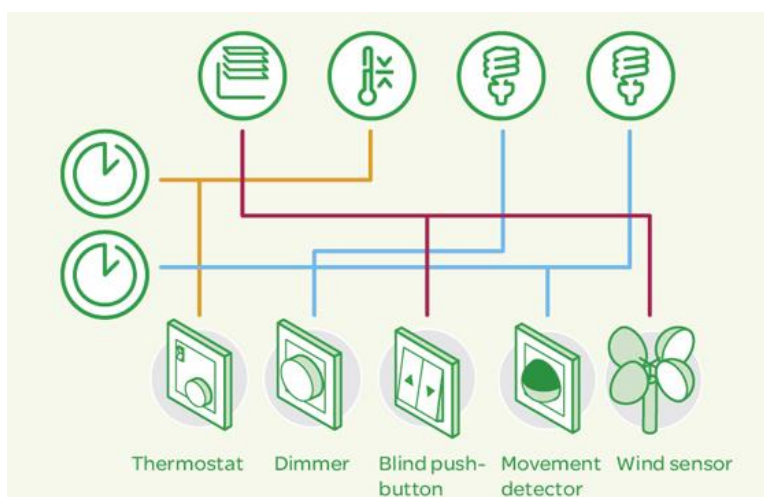 Thermostat
Dimmer
Blind push-
button
Movement
detector
Wind sensor